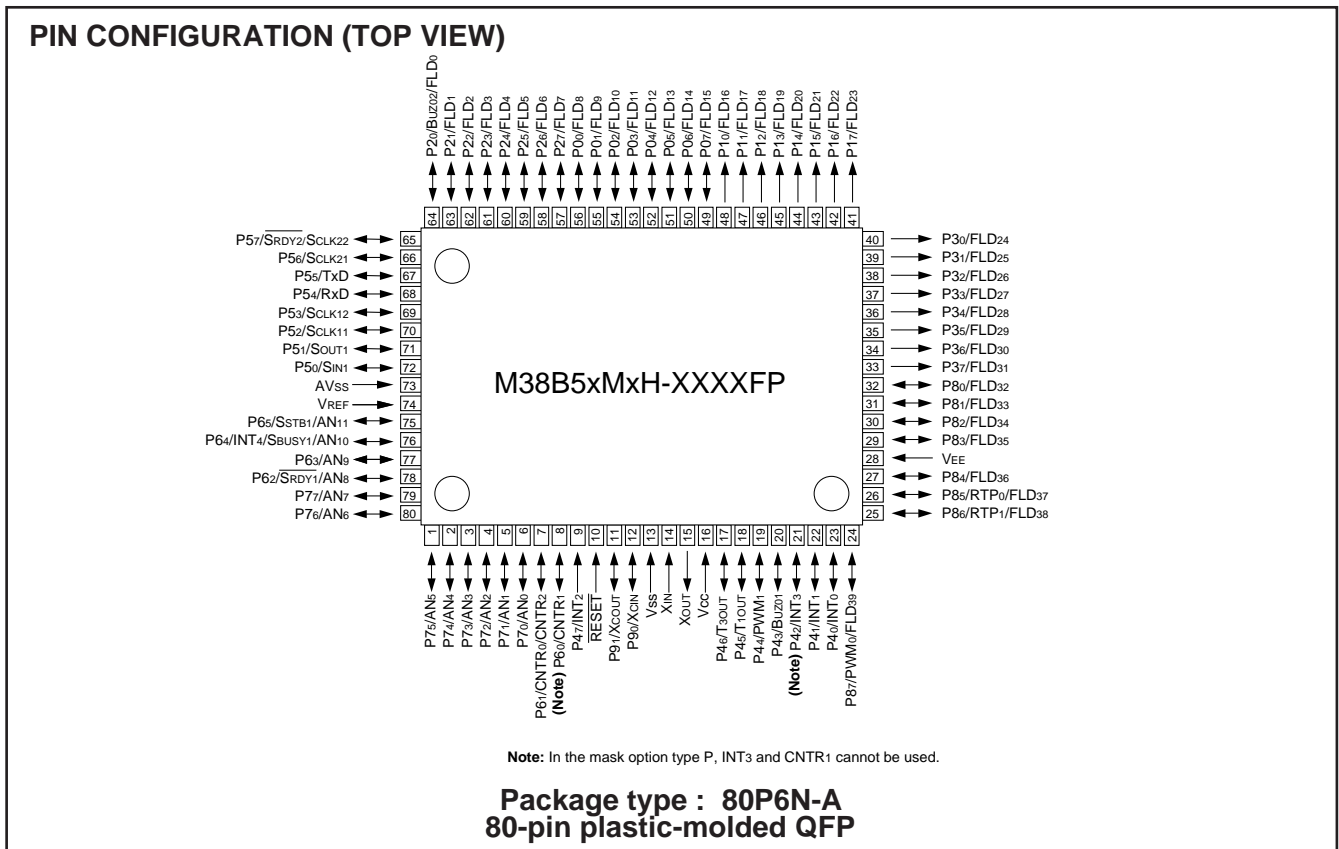 PIN CONFIGURATION (TOP VIEW)
P20/BUZ02/FLD0
P21/FLD1
P22/FLD2
P23/FLD3
P24/FLD4
P25/FLD5
P26/FLD6
P27/FLD7
P00/FLD8
P01/FLD9
P02/FLD10
P03/FLD11
P04/FLD12
P05/FLD13
P06/FLD14
P07/FLD15
P10/FLD16
P11/FLD17
P12/FLD18
P13/FLD19
P14/FLD20
P15/FLD21
P16/FLD22
P17/FLD23
64 63 62 61 60 59 58 57 56 55 54 53 52 51 50 49 48 47 46 45 44 43 42 41
P57/SRDY2/SCLK22 65
P56/SCLK21 66
P55/TxD 67
P54/RxD 68
P53/SCLK12 69
P52/SCLK11 70
P51/SOUT1 71
P50/SIN1 72
AVSS 73
VREF 74
P65/SSTB1/AN11 75
P64/INT4/SBUSY1/AN10 76
P63/AN9 77
P62/SRDY1/AN8 78
P77/AN7 79
P76/AN6 80
M38B5xMxH-XXXXFP
40 P30/FLD24
39 P31/FLD25
38 P32/FLD26
37 P33/FLD27
36 P34/FLD28
35 P35/FLD29
34 P36/FLD30
33 P37/FLD31
32 P80/FLD32
31 P81/FLD33
30 P82/FLD34
29 P83/FLD35
28 VEE
27 P84/FLD36
26 P85/RTP0/FLD37
25 P86/RTP1/FLD38
1 2 3 4 5 6 7 8 9 10 11 12 13 14 15 16 17 18 19 20 21 22 23 24
P75/AN5
P74/AN4
P73/AN3
P72/AN2
P71/AN1
P70/AN0
P61/CNTR0/CNTR2
(Note) P60/CNTR1
P47/INT2
RESET
P91/XCOUT
P90/XCIN
VSS
XIN
XOUT
VCC
P46/T3OUT
P45/T1OUT
P44/PWM1
P43/BUZ01
(Note) P42/INT3
P41/INT1
P40/INT0
P87/PWM0/FLD39
Note: In the mask option type P, INT3 and CNTR1 cannot be used.
Package type : 80P6N-A
80-pin plastic-molded QFP